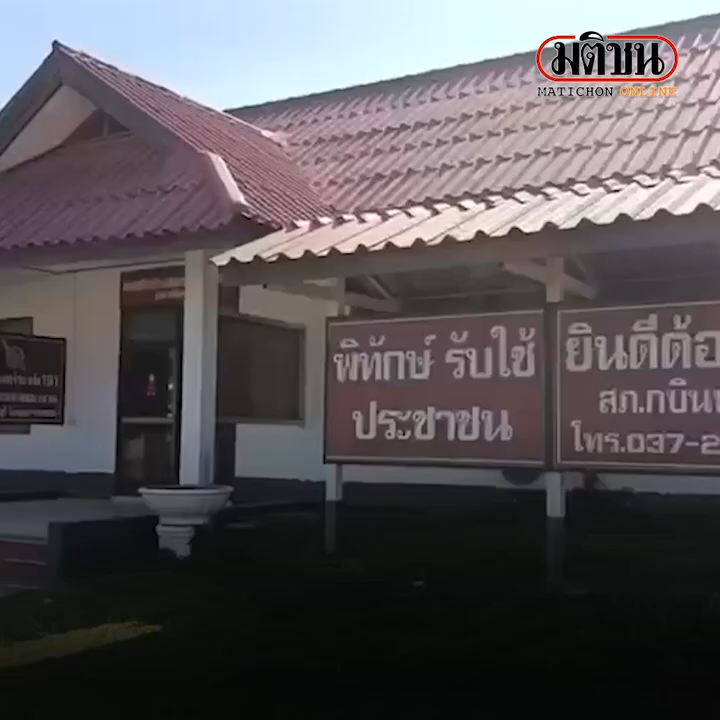 มติชน
MATICHON ONLINE
พิทักษ์ รับใช้
ประชาชน
ยินดีต้อ
สภ.กบินท
โทร.037-2